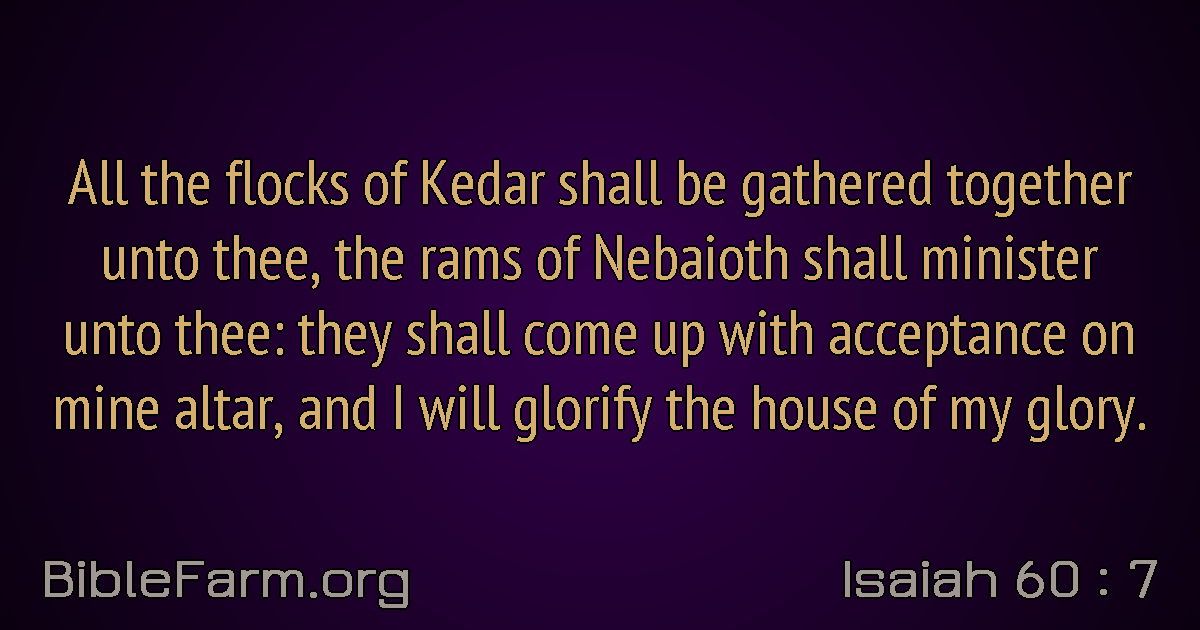 All the flocks of Kedar shall be gathered together
unto thee, the rams of Nebaioth shall minister
unto thee: they shall come up with acceptance on
mine altar, and I will glorify the house of my glory.
BibleFarm.org
Isaiah 60 : 7